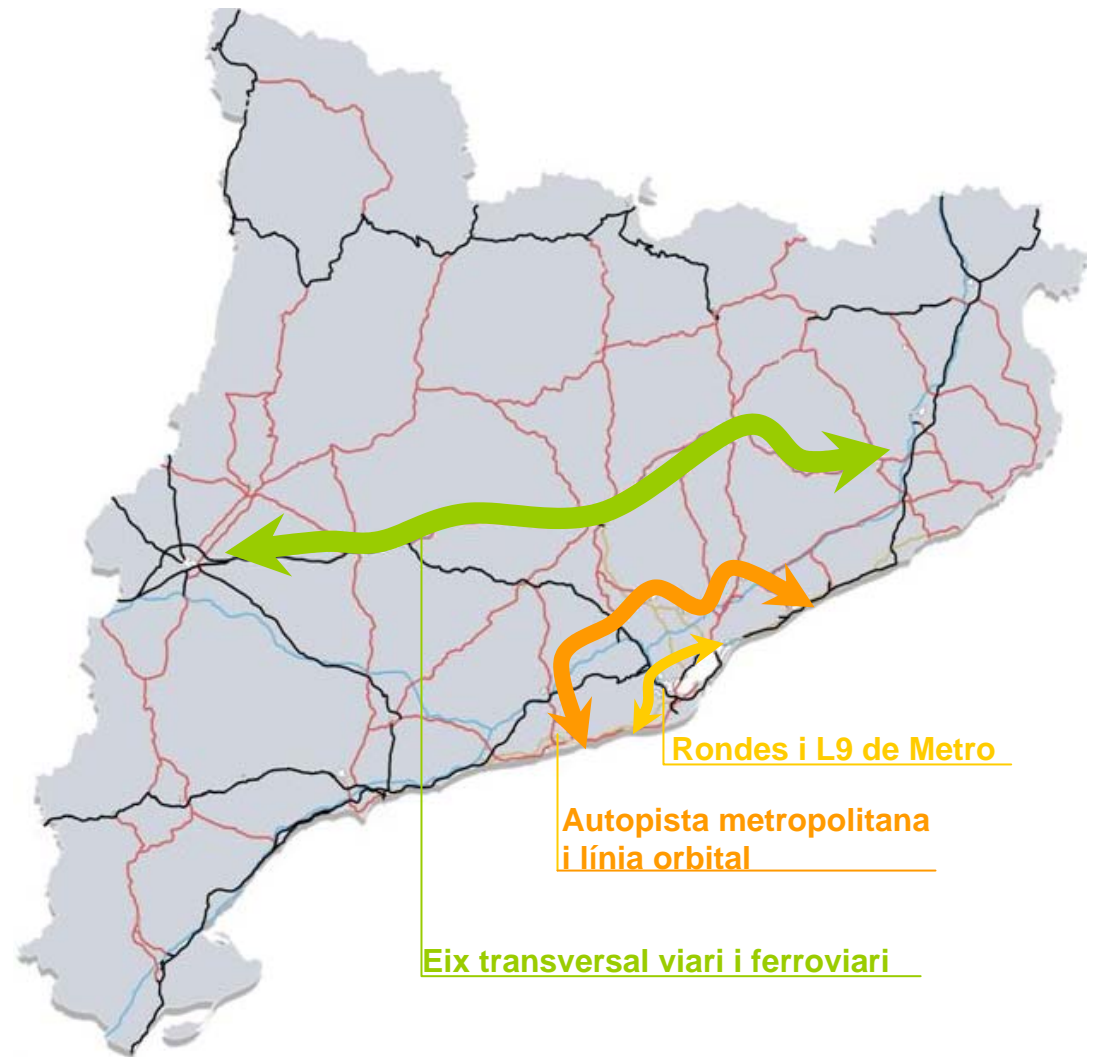 Rondes i L9 de Metro
Autopista metropolitana
i línia orbital
Eix transversal viari i ferroviari